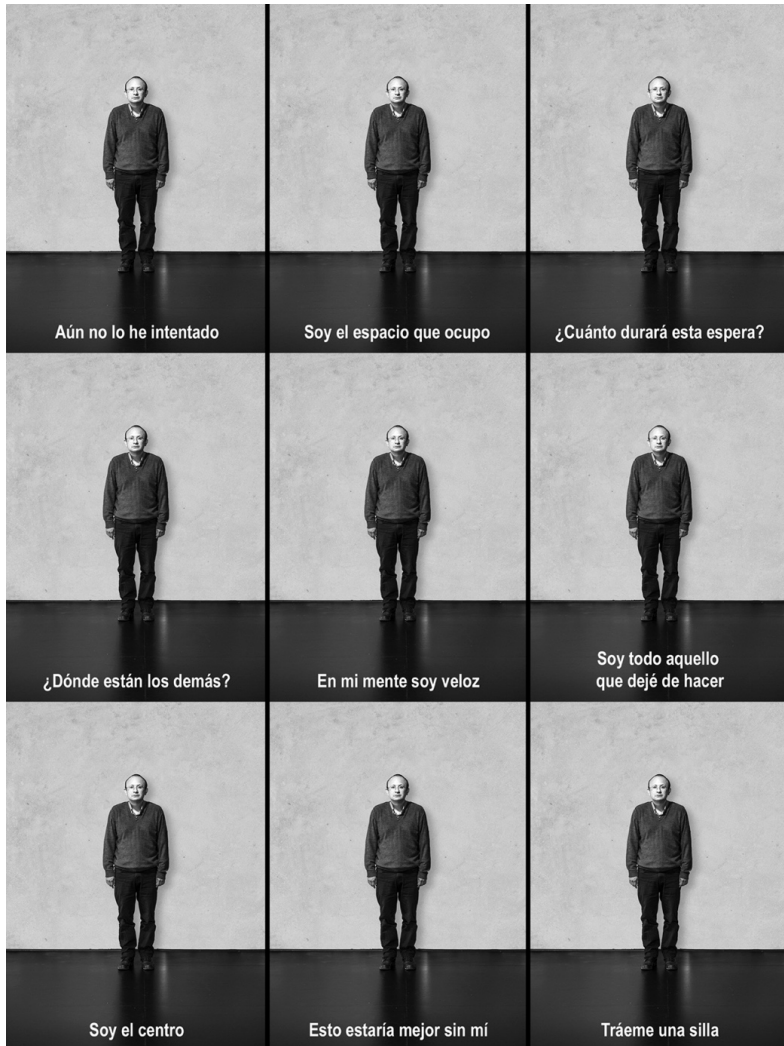 Aún no lo he intentado
Soy el espacio que ocupo
¿Cuánto durará esta espera?
¿Dónde están los demás?
En mi mente soy veloz
Soy todo aquello
que dejé de hacer
Soy el centro
Esto estaría mejor sin mí
Tráeme una silla